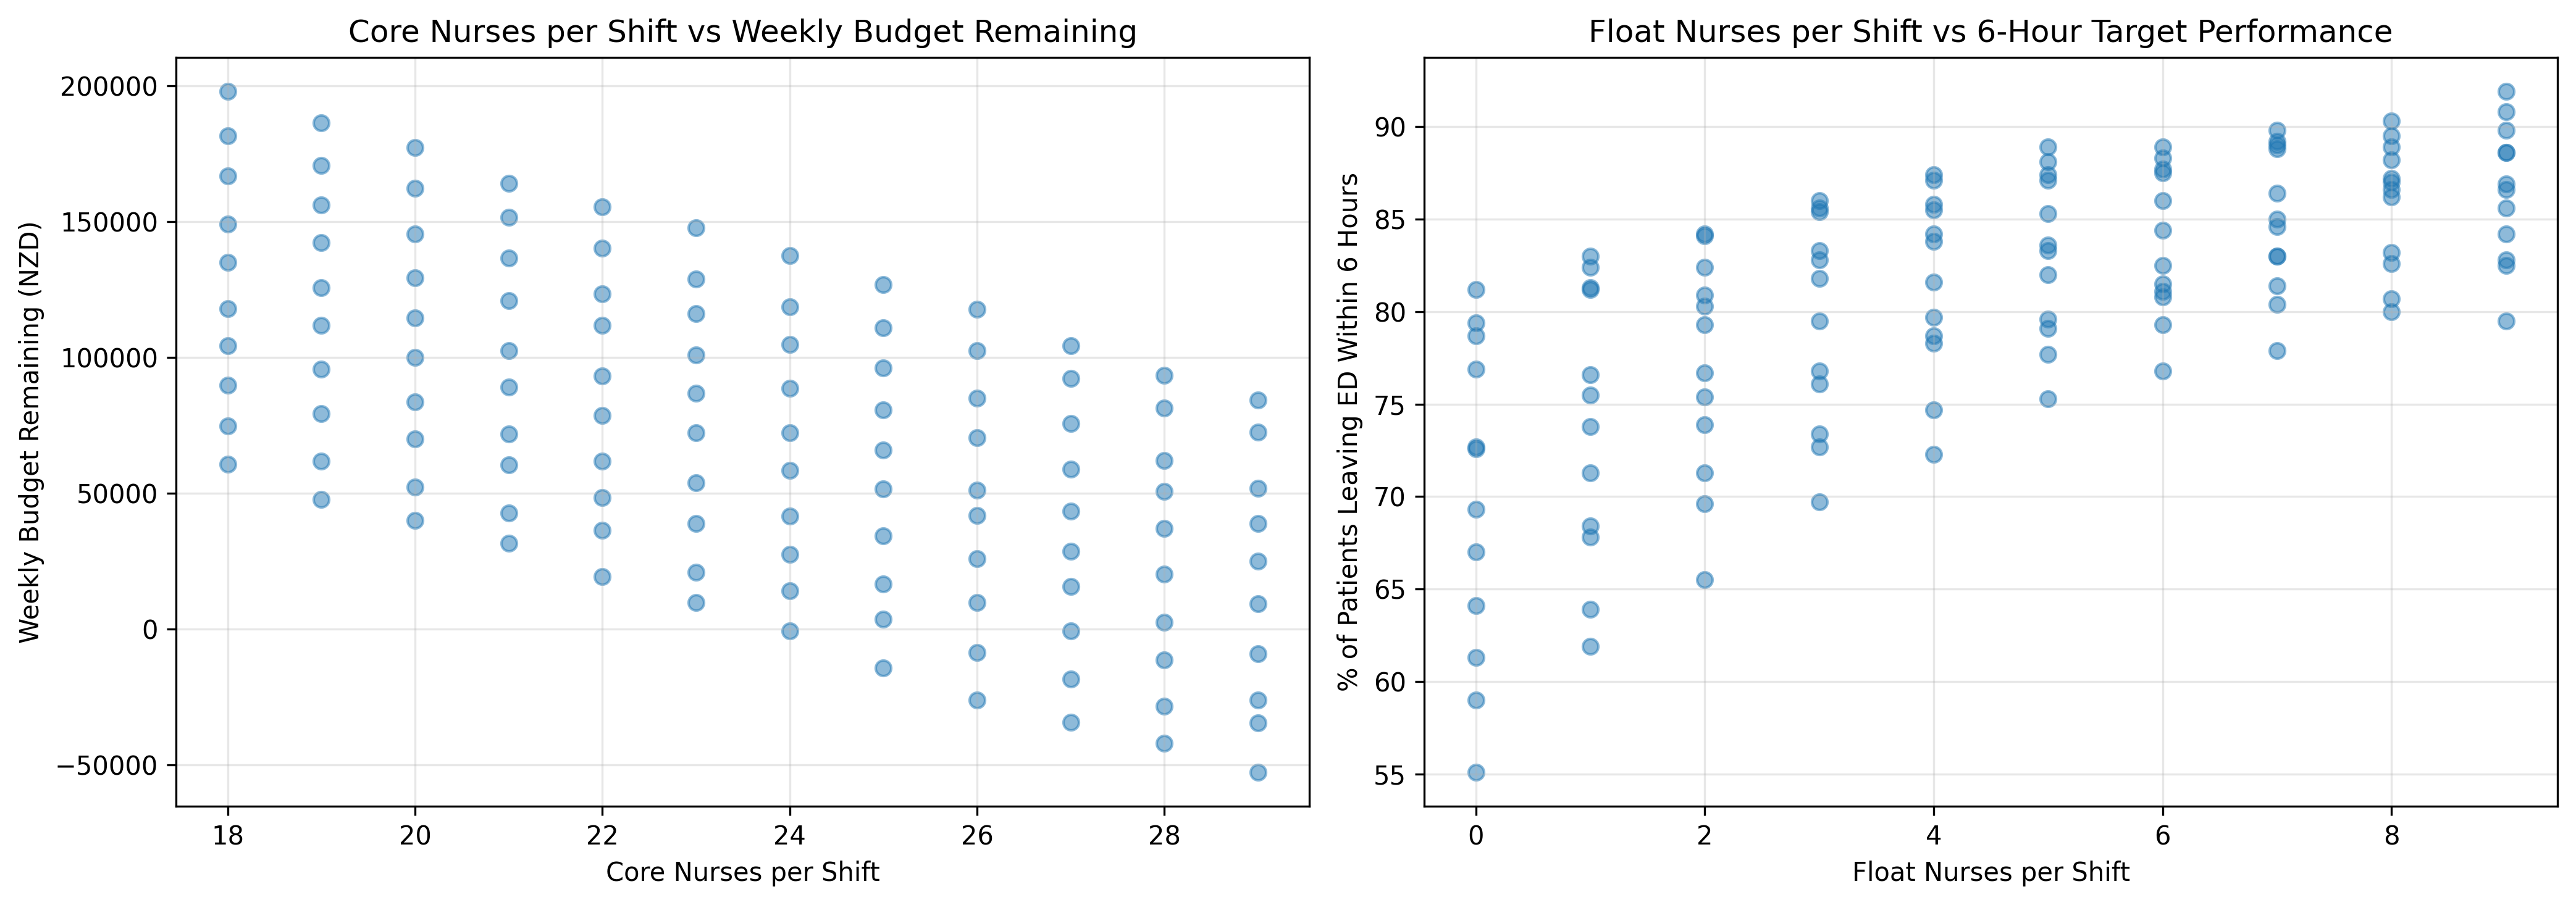 Core Nurses per Shift vs Weekly Budget Remaining
Weekly Budget Remaining (NZD)
200000
150000
100000
50000
0
−50000
18 20 22 24 26 28
Core Nurses per Shift
Float Nurses per Shift vs 6-Hour Target Performance
% of Patients Leaving ED Within 6 Hours
90
85
80
75
70
65
60
55
0 2 4 6 8
Float Nurses per Shift